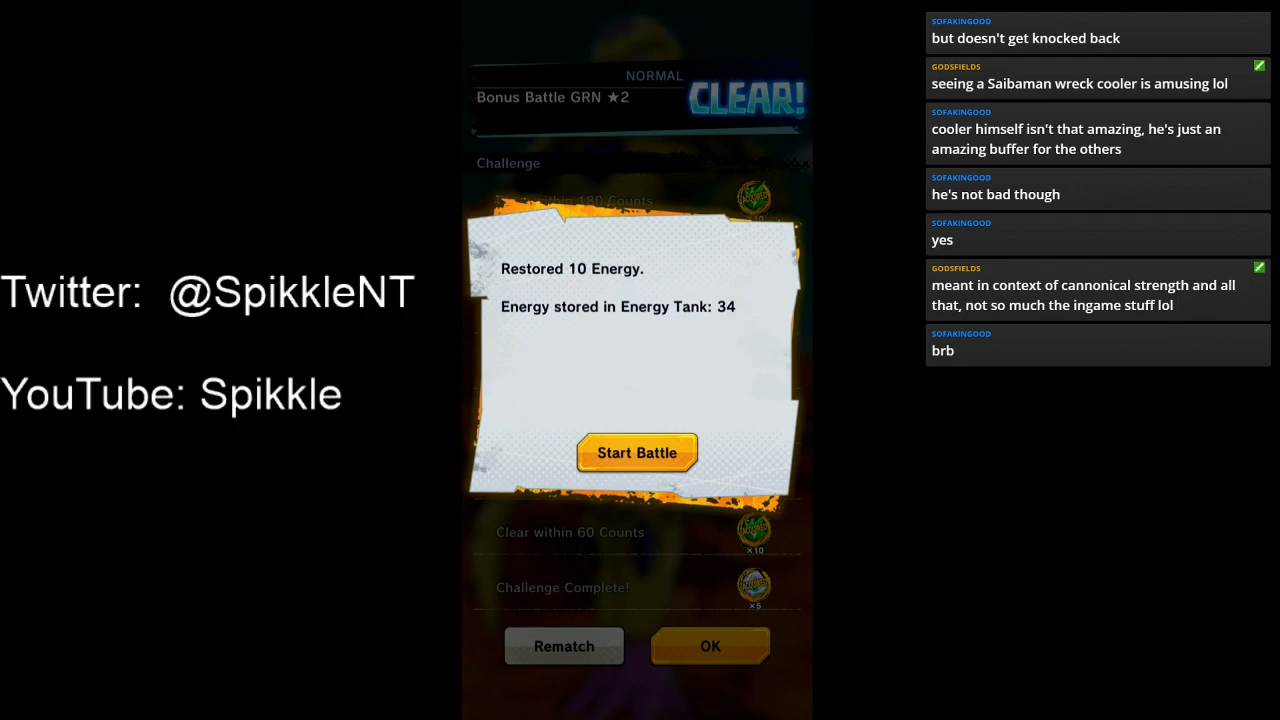 Twitter: @SpikkleNT
YouTube: Spikkle
NORMAL
Bonus Battle GRN ★2
CLEAR!
Challenge
within 180 Counts
Restored 10 Energy.
Energy stored in Energy Tank: 34
Start Battle
Clear within 60 Counts
×10
Challenge Complete!
×5
Rematch
OK
SOFAKINGOOD
but doesn't get knocked back
GODSFIELDS
seeing a Saibaman wreck cooler is amusing lol
SOFAKINGOOD
cooler himself isn't that amazing, he's just an
amazing buffer for the others
SOFAKINGOOD
he's not bad though
SOFAKINGOOD
yes
GODSFIELDS
meant in context of cannonical strength and all
that, not so much the ingame stuff lol
SOFAKINGOOD
brb